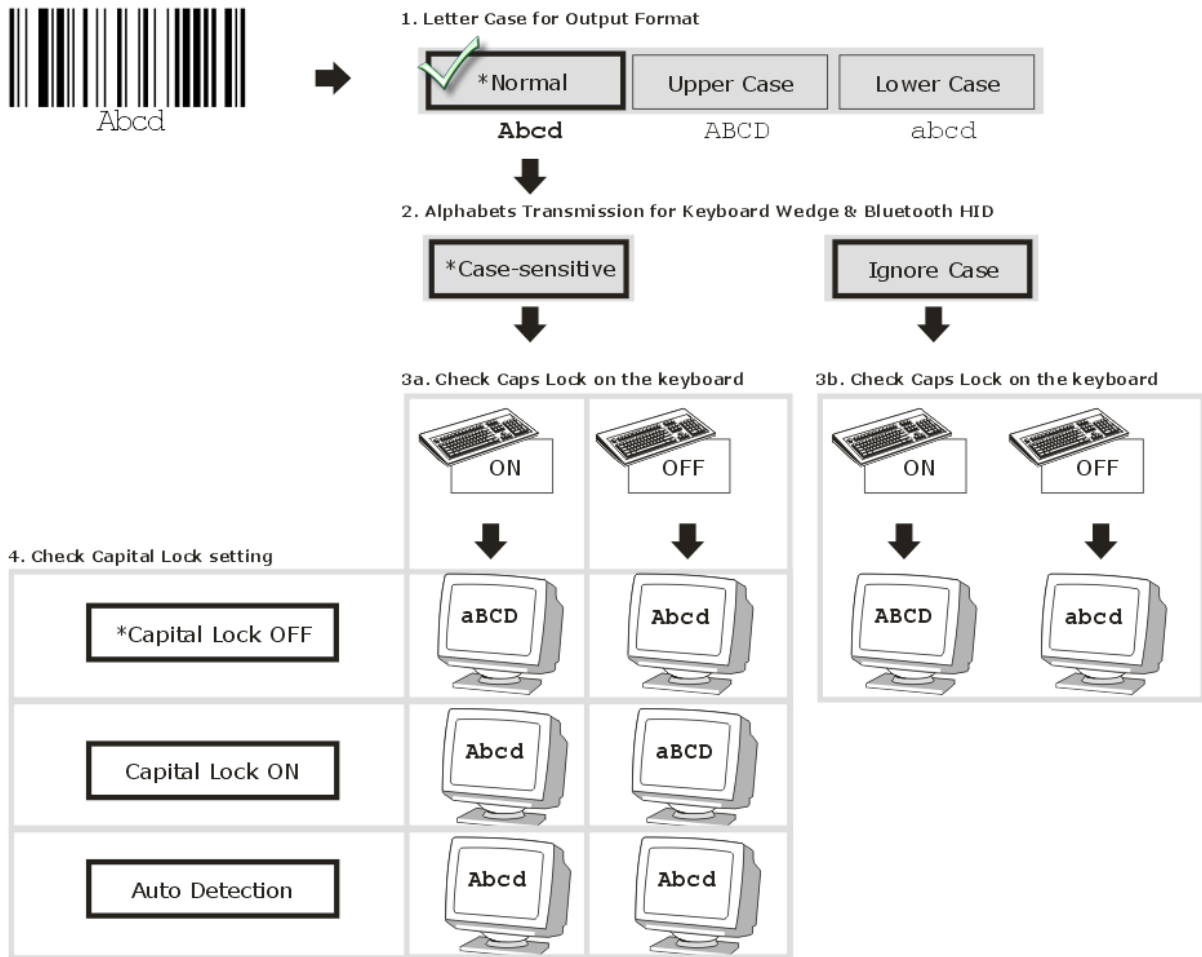 Abcd
1. Letter Case for Output Format
*Normal Upper Case Lower Case
Abcd ABCD abcd
2. Alphabets Transmission for Keyboard Wedge & Bluetooth HID
*Case-sensitive Ignore Case
3a. Check Caps Lock on the keyboard
3b. Check Caps Lock on the keyboard
ON OFF ON OFF
4. Check Capital Lock setting
*Capital Lock OFF aBCD Abcd ABCD abcd
Capital Lock ON Abcd aBCD
Auto Detection Abcd Abcd